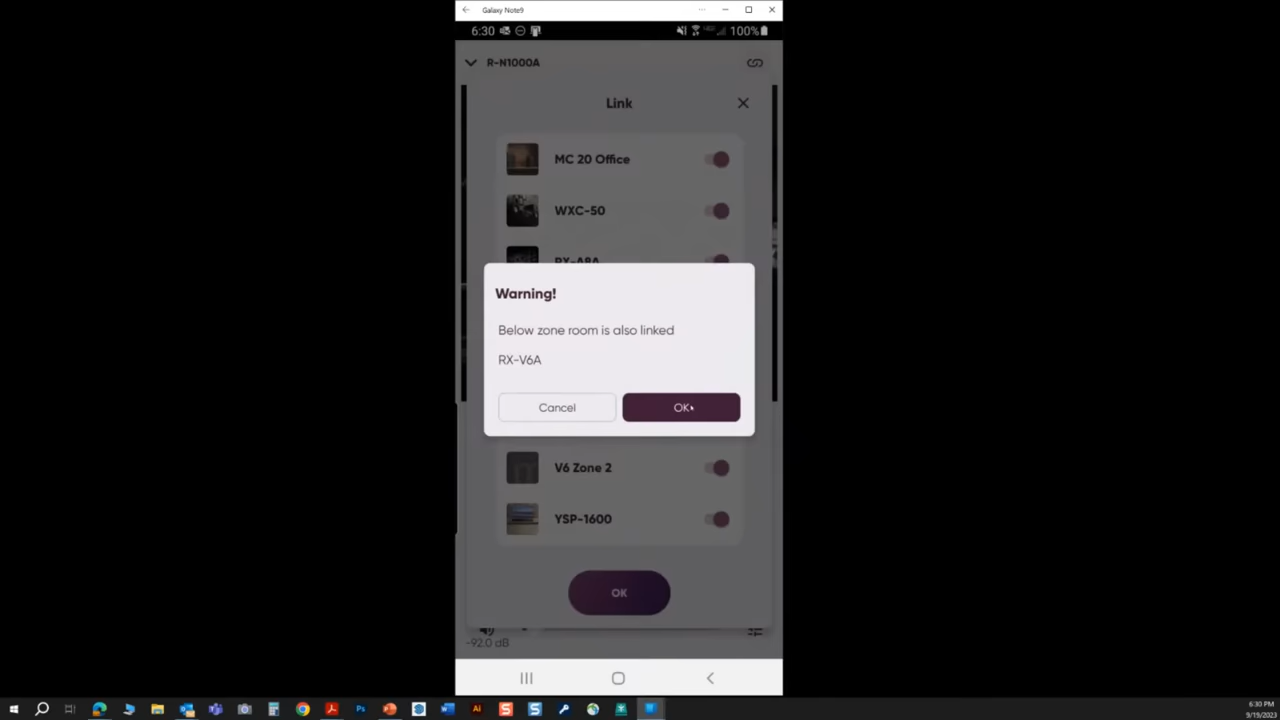 Galaxy Note9
6:30
100%
R-N1000A
Link
MC 20 Office
WXC-50
RX-A8A
Warning!
Below zone room is also linked
RX-V6A
Cancel
OK
V6 Zone 2
YSP-1600
OK
-92.0 dB
6:30 PM
9/19/2023